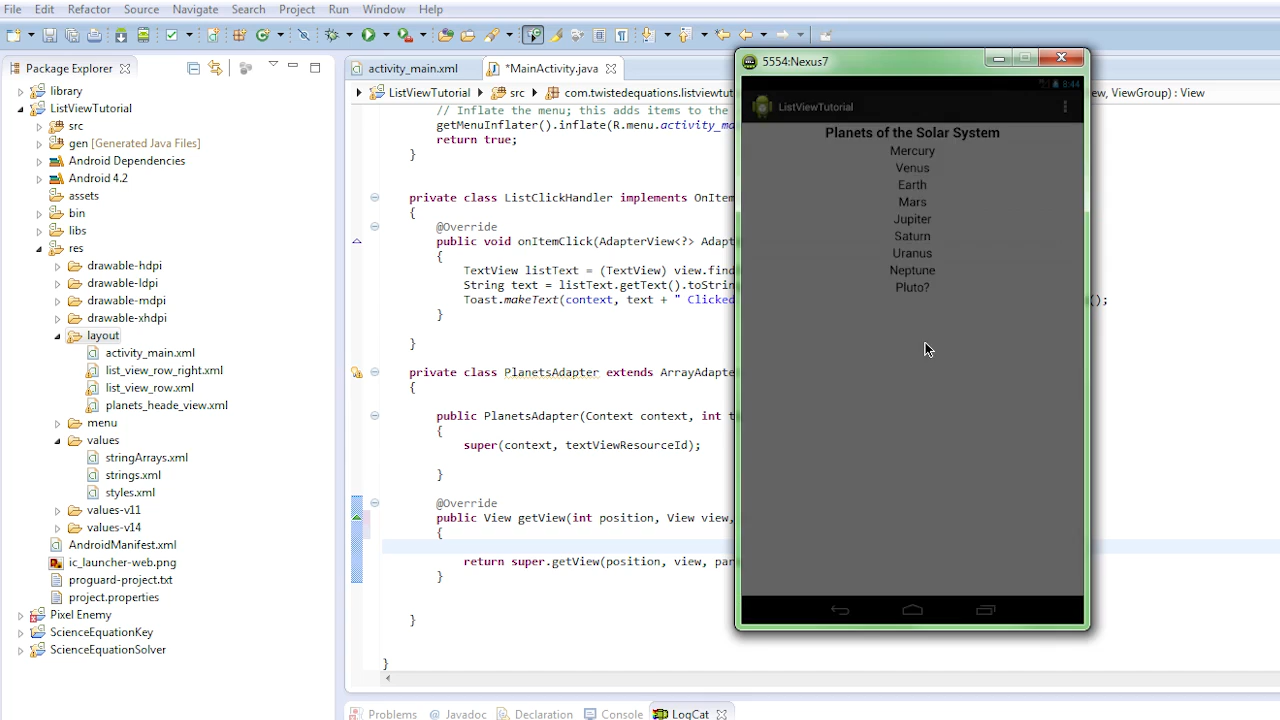 File Edit Refactor Source Navigate Search Project Run Window Help
Package Explorer
library
ListViewTutorial
src
gen [Generated Java Files]
Android Dependencies
Android 4.2
assets
bin
libs
res
drawable-hdpi
drawable-ldpi
drawable-mdpi
drawable-xhdpi
layout
activity_main.xml
list_view_row_right.xml
list_view_row.xml
planets_heade_view.xml
menu
values
stringArrays.xml
strings.xml
styles.xml
values-v11
values-v14
AndroidManifest.xml
ic_launcher-web.png
proguard-project.txt
project.properties
Pixel Enemy
ScienceEquationKey
ScienceEquationSolver
activity_main.xml *MainActivity.java
ListViewTutorial src com.twistedequations.listviewtut ew, ViewGroup) : View
// Inflate the menu; this adds items to the
getMenuInflater().inflate(R.menu.activity_ma
return true;
}
private class ListClickHandler implements OnItem
{
@Override
public void onItemClick(AdapterView<?> Adapt
{
TextView listText = (TextView) view.find
String text = listText.getText().toStrin
Toast.makeText(context, text + " Clicked ();
}
}
private class PlanetsAdapter extends ArrayAdapte
{
public PlanetsAdapter(Context context, int t
{
super(context, textViewResourceId);
}
@Override
public View getView(int position, View view,
{
return super.getView(position, view, par
}
}
}
Problems @ Javadoc Declaration Console LogCat
5554:Nexus7
8:44
ListViewTutorial
Planets of the Solar System
Mercury
Venus
Earth
Mars
Jupiter
Saturn
Uranus
Neptune
Pluto?